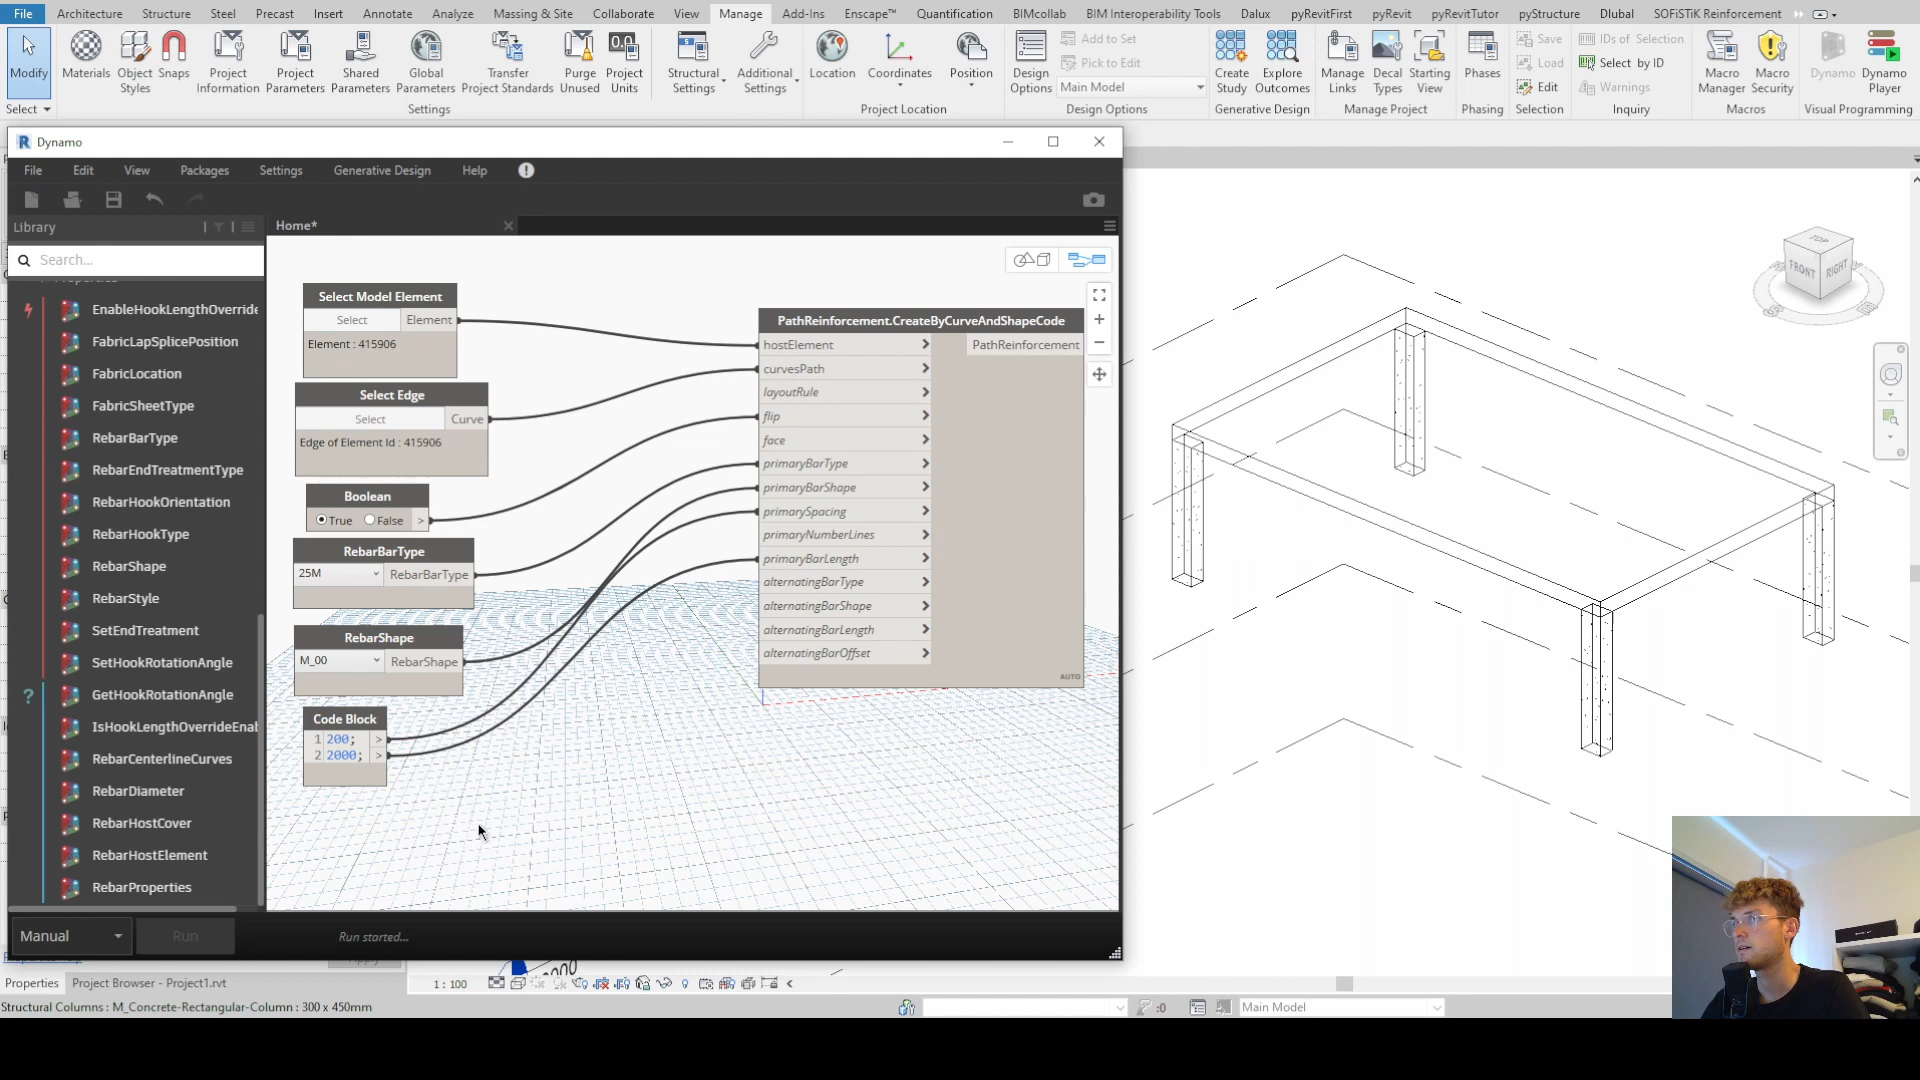 File Architecture Structure Steel Precast Insert Annotate Analyze Massing & Site Collaborate View Manage Add-Ins Enscape™ Quantification BIMcollab BIM Interoperability Tools Dalux pyRevitFirst pyRevit pyRevitTutor pyStructure Dlubal SOFiSTiK Reinforcement
Modify
Materials
Object Styles
Snaps
Project Information
Project Parameters
Shared Parameters
Global Parameters
Transfer Project Standards
Purge Unused
Project Units
Structural Settings
Additional Settings
Location
Coordinates
Position
Design Options
Add to Set
Pick to Edit
Main Model
Create Study
Explore Outcomes
Manage Links
Decal Types
Starting View
Phases
Save
Load
Edit
IDs of Selection
Select by ID
Warnings
Macro Manager
Macro Security
Dynamo
Dynamo Player
Select
Settings
Project Location
Design Options
Generative Design
Manage Project
Phasing
Selection
Inquiry
Macros
Visual Programming
Dynamo
File Edit View Packages Settings Generative Design Help
Library
Home*
Search...
Properties
EnableHookLengthOverride
FabricLapSplicePosition
FabricLocation
FabricSheetType
RebarBarType
RebarEndTreatmentType
RebarHookOrientation
RebarHookType
RebarShape
RebarStyle
SetEndTreatment
SetHookRotationAngle
GetHookRotationAngle
IsHookLengthOverrideEnab
RebarCenterlineCurves
RebarDiameter
RebarHostCover
RebarHostElement
RebarProperties
Select Model Element
Select Element
Element : 415906
Select Edge
Select Curve
Edge of Element Id : 415906
Boolean
True False >
RebarBarType
25M RebarBarType
RebarShape
M_00 RebarShape
Code Block
1 200; >
2 2000; >
PathReinforcement.CreateByCurveAndShapeCode
hostElement PathReinforcement
curvesPath
layoutRule
flip
face
primaryBarType
primaryBarShape
primarySpacing
primaryNumberLines
primaryBarLength
alternatingBarType
alternatingBarShape
alternatingBarLength
alternatingBarOffset
AUTO
TOP
FRONT
RIGHT
Manual Run Run started...
Properties Project Browser - Project1.rvt
1 : 100
Structural Columns : M_Concrete-Rectangular-Column : 300 x 450mm
:0
Main Model